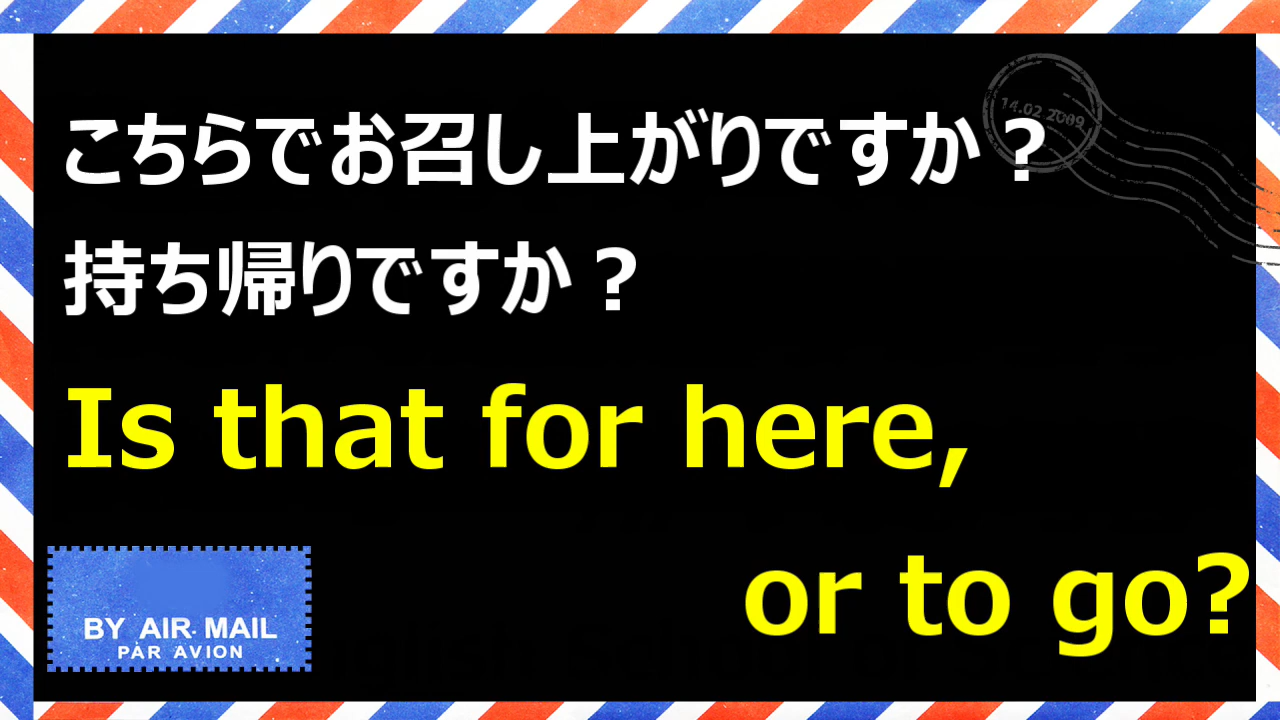 14.02 2009
こちらでお召し上がりですか？
持ち帰りですか？
Is that for here,
or to go?
BY AIR MAIL
PAR AVION